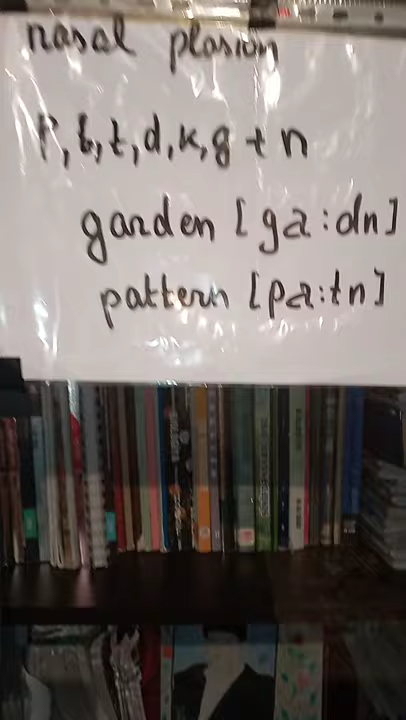 nasal plosion
p, b, t, d, k, g + n
garden [ga:dn]
pattern [pa:tn]